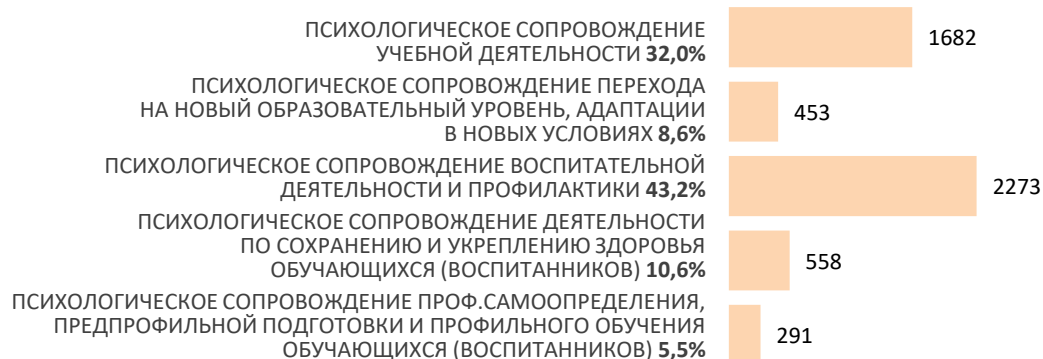 ПСИХОЛОГИЧЕСКОЕ СОПРОВОЖДЕНИЕ
УЧЕБНОЙ ДЕЯТЕЛЬНОСТИ 32,0%
1682
ПСИХОЛОГИЧЕСКОЕ СОПРОВОЖДЕНИЕ ПЕРЕХОДА
НА НОВЫЙ ОБРАЗОВАТЕЛЬНЫЙ УРОВЕНЬ, АДАПТАЦИИ
В НОВЫХ УСЛОВИЯХ 8,6%
453
ПСИХОЛОГИЧЕСКОЕ СОПРОВОЖДЕНИЕ ВОСПИТАТЕЛЬНОЙ
ДЕЯТЕЛЬНОСТИ И ПРОФИЛАКТИКИ 43,2%
2273
ПСИХОЛОГИЧЕСКОЕ СОПРОВОЖДЕНИЕ ДЕЯТЕЛЬНОСТИ
ПО СОХРАНЕНИЮ И УКРЕПЛЕНИЮ ЗДОРОВЬЯ
ОБУЧАЮЩИХСЯ (ВОСПИТАННИКОВ) 10,6%
558
ПСИХОЛОГИЧЕСКОЕ СОПРОВОЖДЕНИЕ ПРОФ.САМООПРЕДЕЛЕНИЯ,
ПРЕДПРОФИЛЬНОЙ ПОДГОТОВКИ И ПРОФИЛЬНОГО ОБУЧЕНИЯ
ОБУЧАЮЩИХСЯ (ВОСПИТАННИКОВ) 5,5%
291